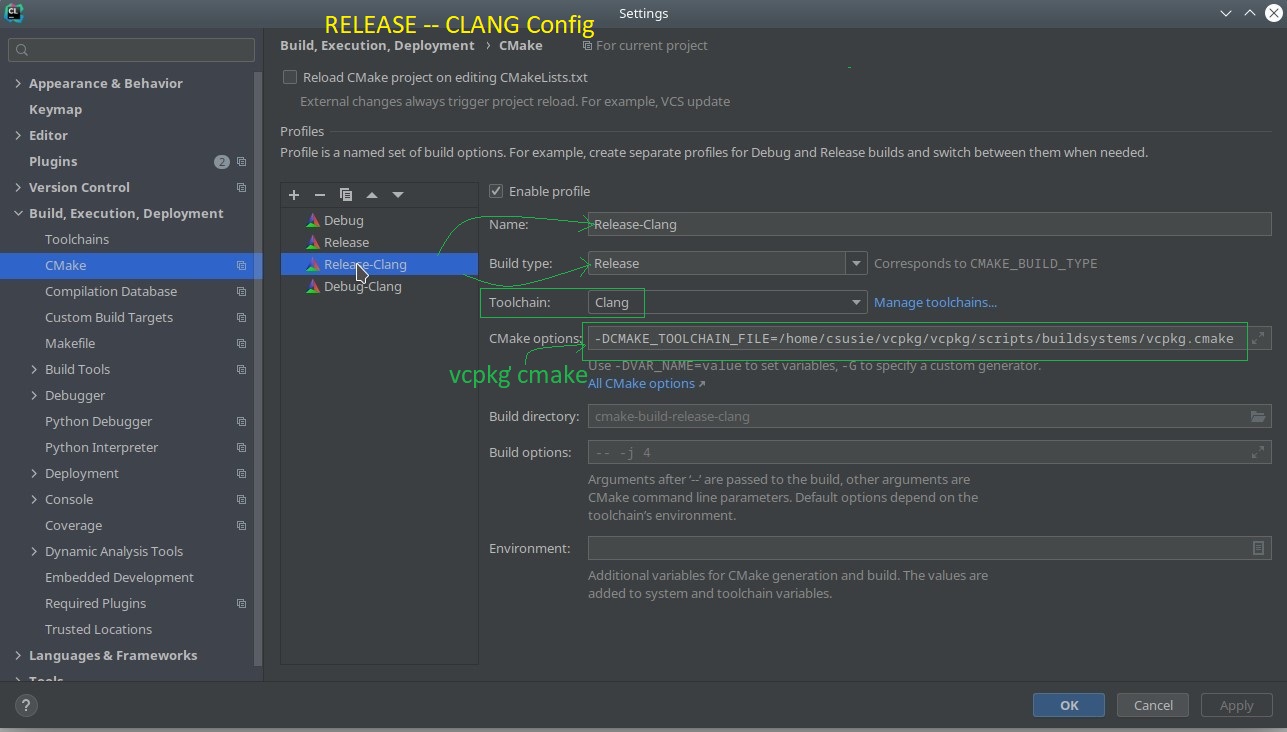 CL
Settings
RELEASE -- CLANG Config
Build, Execution, Deployment › CMake For current project
Reload CMake project on editing CMakeLists.txt
External changes always trigger project reload. For example, VCS update
Profiles
Profile is a named set of build options. For example, create separate profiles for Debug and Release builds and switch between them when needed.
Appearance & Behavior
Keymap
Editor
Plugins 2
Version Control
Build, Execution, Deployment
Toolchains
CMake
Compilation Database
Custom Build Targets
Makefile
Build Tools
Debugger
Python Debugger
Python Interpreter
Deployment
Console
Coverage
Dynamic Analysis Tools
Embedded Development
Required Plugins
Trusted Locations
Languages & Frameworks
Tools
Debug
Release
Release-Clang
Debug-Clang
Enable profile
Name: Release-Clang
Build type: Release Corresponds to CMAKE_BUILD_TYPE
Toolchain: Clang Manage toolchains...
CMake options: -DCMAKE_TOOLCHAIN_FILE=/home/csusie/vcpkg/vcpkg/scripts/buildsystems/vcpkg.cmake
Use -DVAR_NAME=value to set variables, -G to specify a custom generator.
vcpkg cmake
All CMake options ↗
Build directory: cmake-build-release-clang
Build options: -- -j 4
Arguments after '--' are passed to the build, other arguments are
CMake command line parameters. Default options depend on the
toolchain's environment.
Environment:
Additional variables for CMake generation and build. The values are
added to system and toolchain variables.
?
OK Cancel Apply